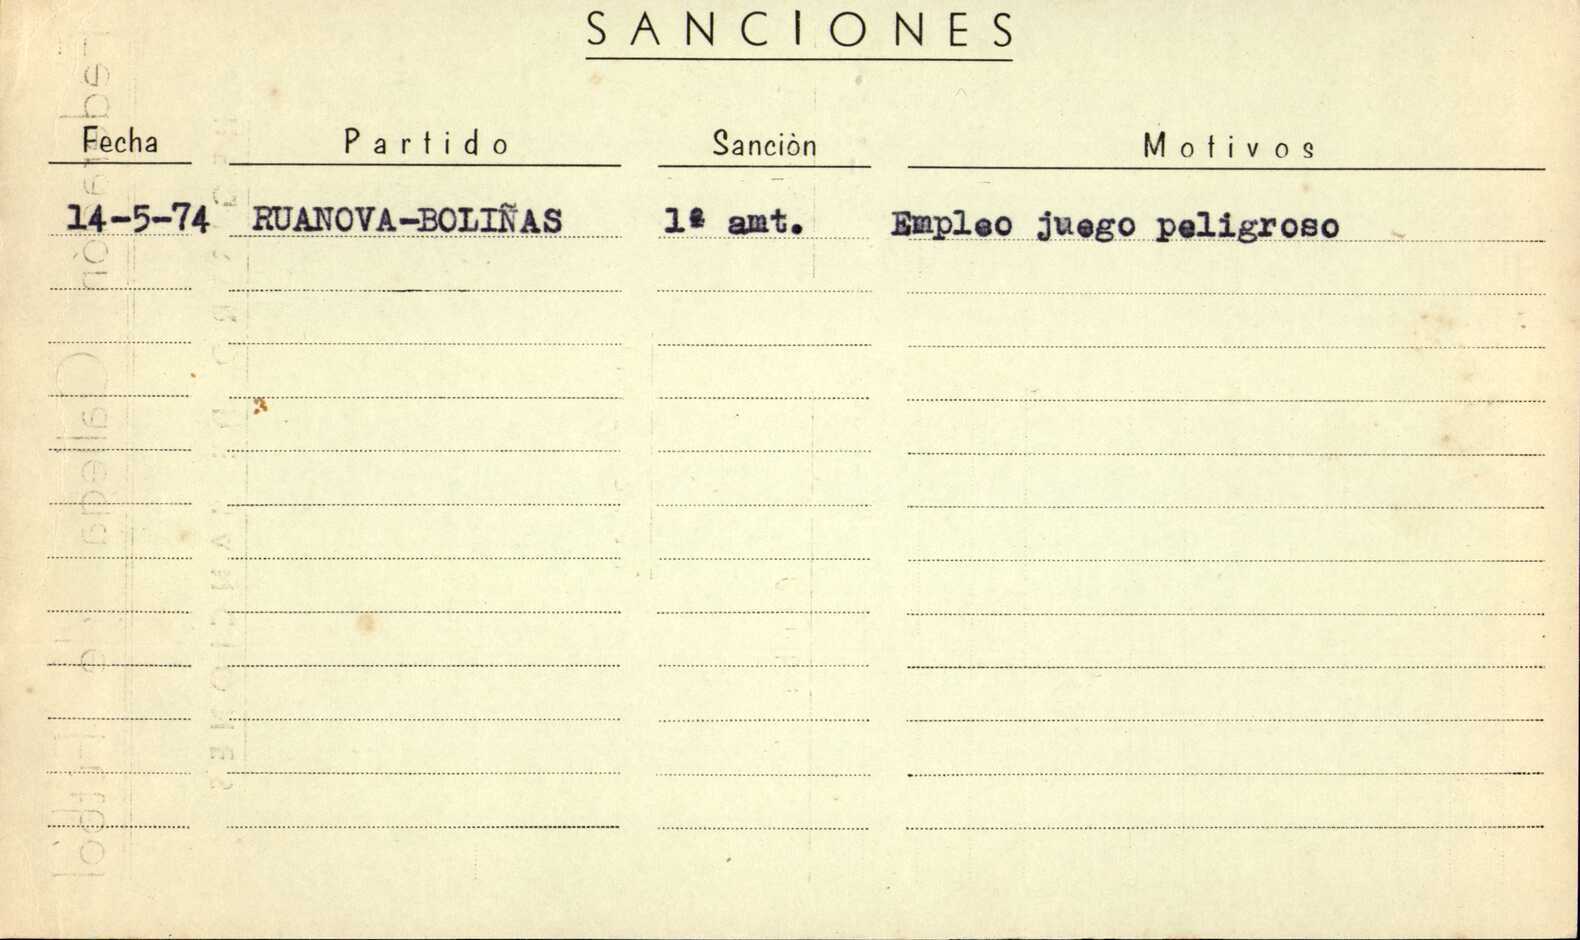 SANCIONES
Fecha Partido Sanciòn Motivos
14-5-74 RUANOVA-BOLIÑAS 1ª amt. Empleo juego peligroso